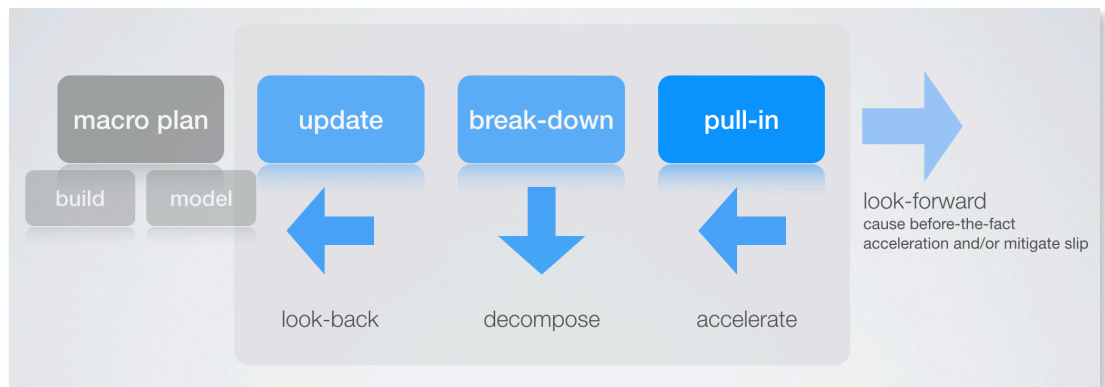 macro plan
update
break-down
pull-in
build
model
look-forward
cause before-the-fact
acceleration and/or mitigate slip
look-back
decompose
accelerate